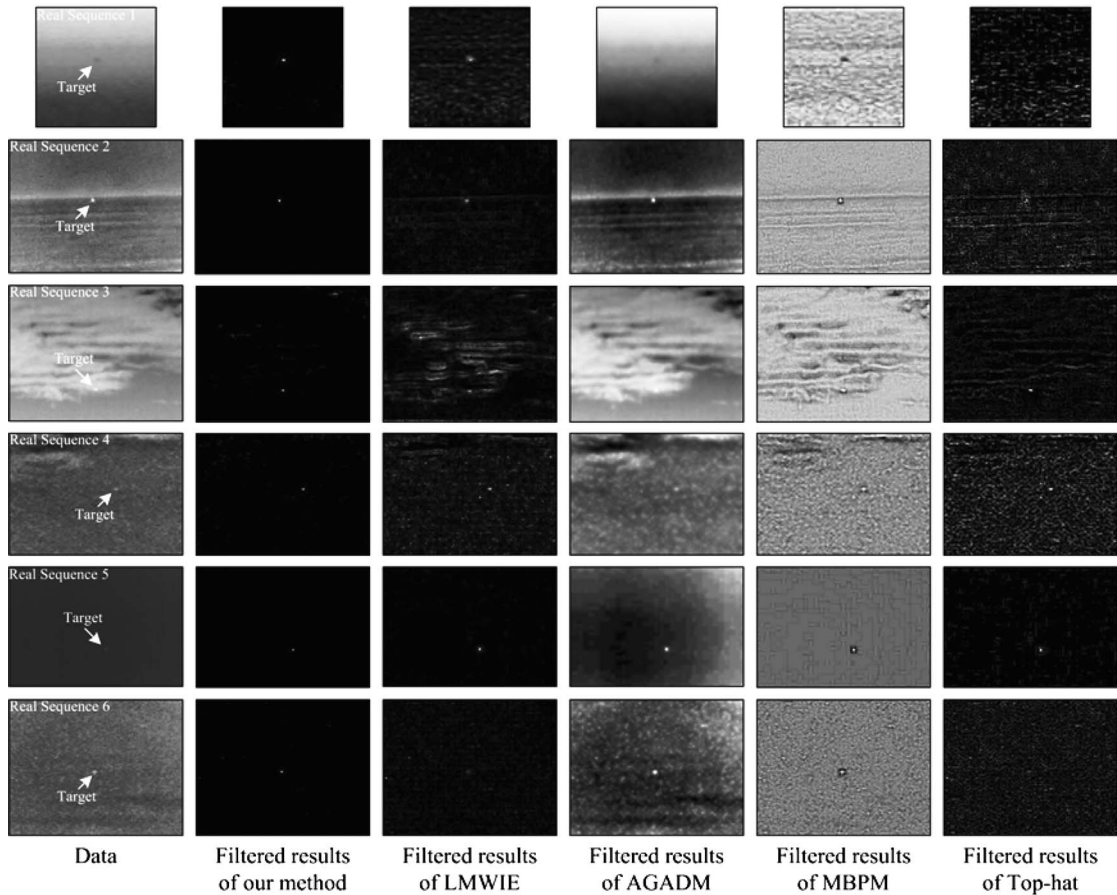 Real Sequence 1
Target
Real Sequence 2
Target
Real Sequence 3
Target
Real Sequence 4
Target
Real Sequence 5
Target
Real Sequence 6
Target
Data
Filtered results
of our method
Filtered results
of LMWIE
Filtered results
of AGADM
Filtered results
of MBPM
Filtered results
of Top-hat